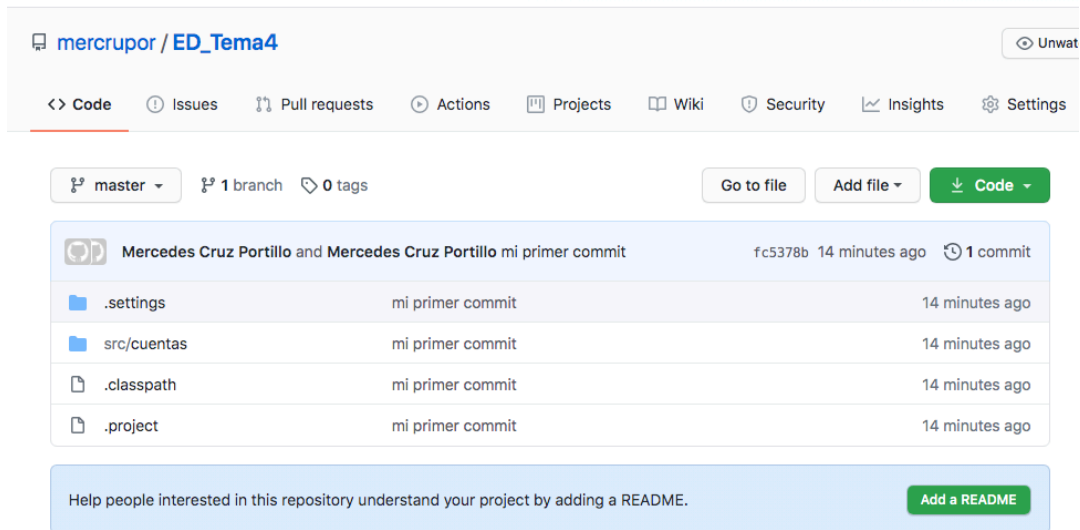 mercrupor / ED_Tema4
Unwat
Code Issues Pull requests Actions Projects Wiki Security Insights Settings
master 1 branch 0 tags Go to file Add file Code
Mercedes Cruz Portillo and Mercedes Cruz Portillo mi primer commit fc5378b 14 minutes ago 1 commit
.settings mi primer commit 14 minutes ago
src/cuentas mi primer commit 14 minutes ago
.classpath mi primer commit 14 minutes ago
.project mi primer commit 14 minutes ago
Help people interested in this repository understand your project by adding a README. Add a README